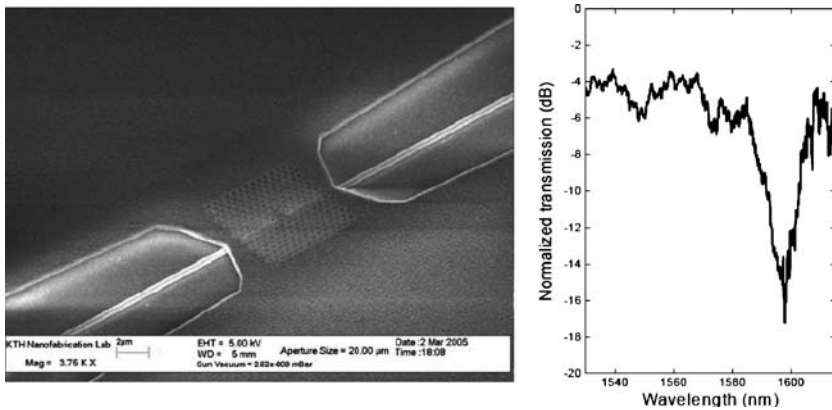 KTH Nanofabrication Lab
2µm
EHT = 5.00 kV
WD = 5 mm
Aperture Size = 20.00 µm
Date :2 Mar 2005
Time :18:08
Mag = 3.76 K X
Gun Vacuum = 2.62e-009 mBar
Normalized transmission (dB)
0
-2
-4
-6
-8
-10
-12
-14
-16
-18
-20
1540
1560
1580
1600
Wavelength (nm)